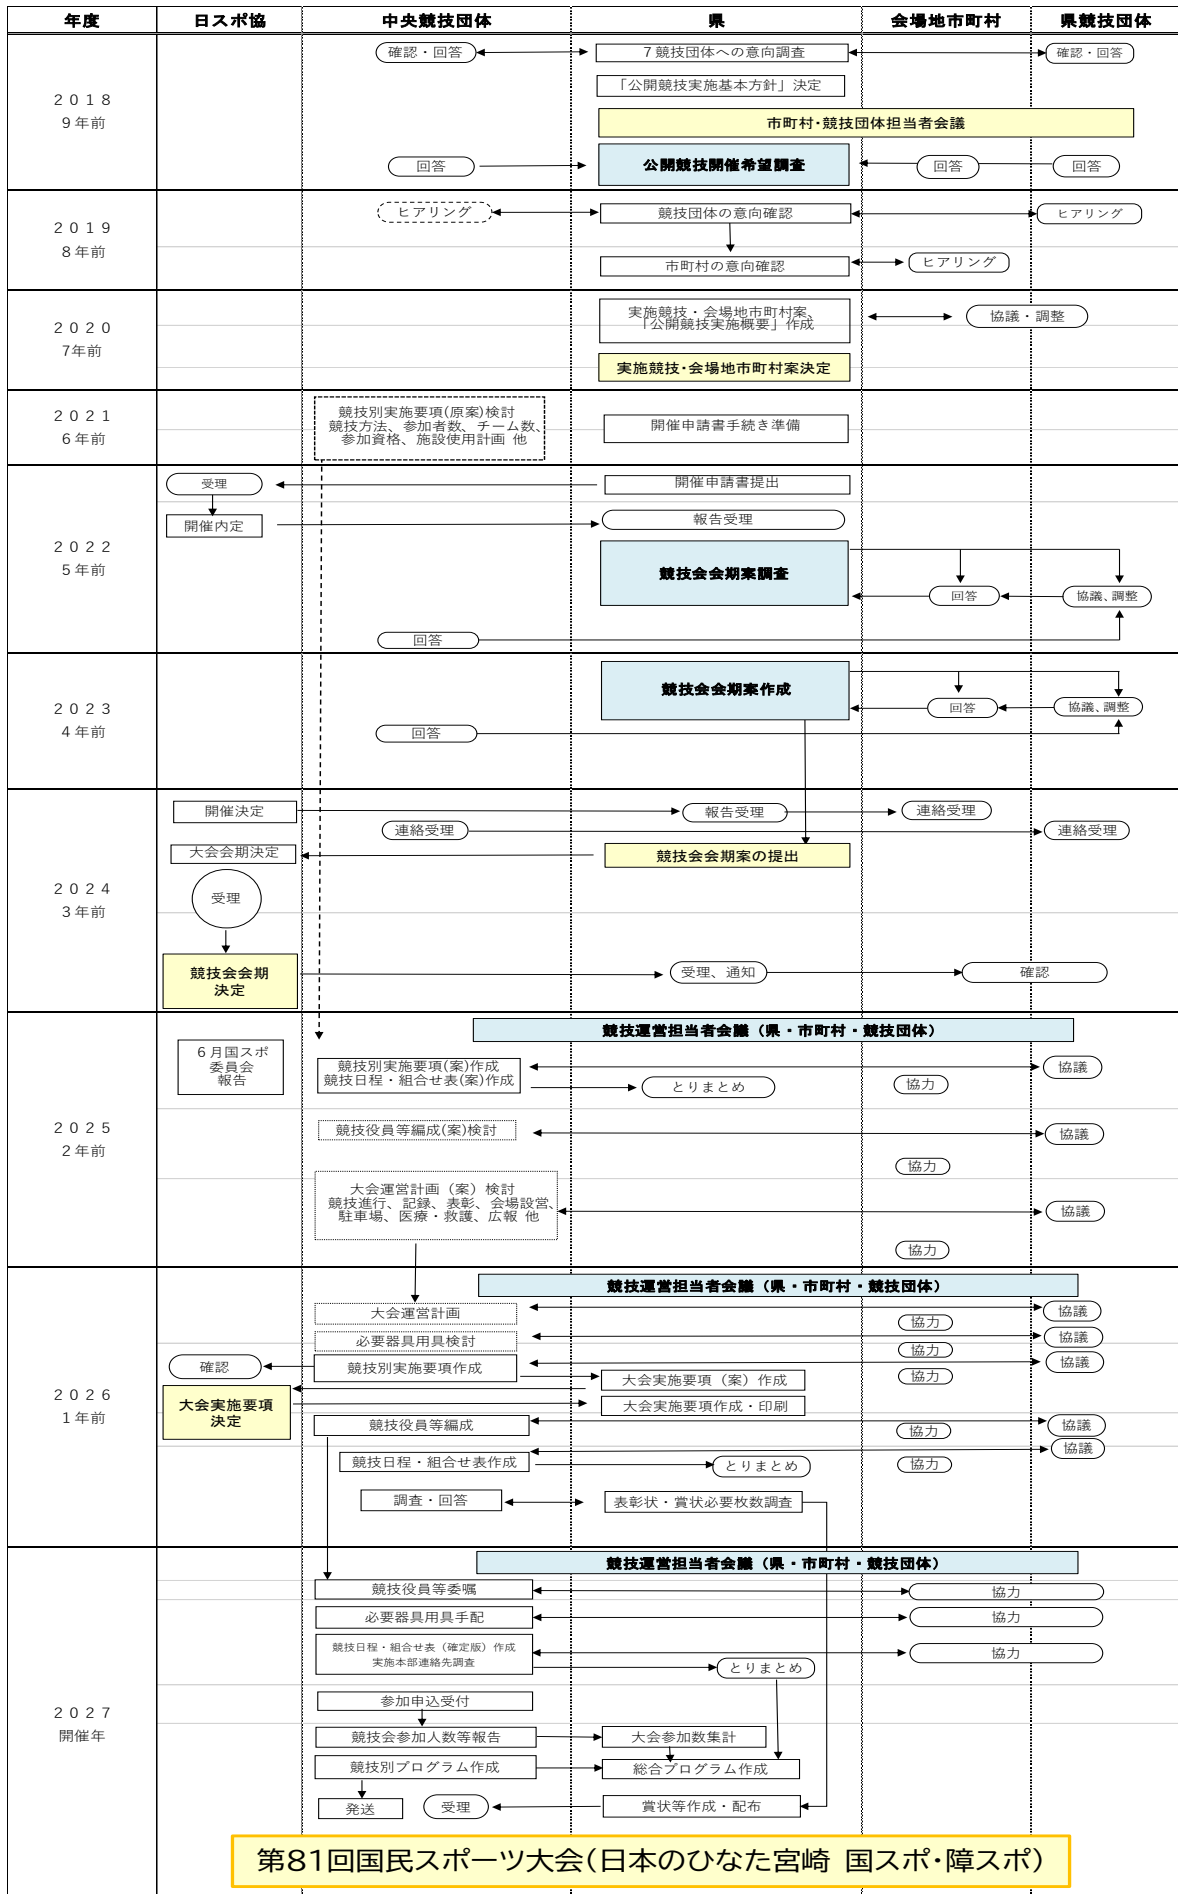 年度 日スポ協 中央競技団体 県 会場地市町村 県競技団体
2018
9年前
確認・回答 7競技団体への意向調査 確認・回答
「公開競技実施基本方針」決定
市町村・競技団体担当者会議
回答 公開競技開催希望調査 回答 回答
2019
8年前
ヒアリング 競技団体の意向確認 ヒアリング
市町村の意向確認 ヒアリング
2020
7年前
実施競技・会場地市町村案、
「公開競技実施概要」作成
協議・調整
実施競技・会場地市町村案決定
2021
6年前
競技別実施要項(原案)検討
競技方法、参加者数、チーム数、
参加資格、施設使用計画 他
開催申請書手続き準備
2022
5年前
受理 開催申請書提出
開催内定 報告受理
競技会会期案調査
回答 協議、調整
回答
2023
4年前
競技会会期案作成
回答 協議、調整
回答
2024
3年前
開催決定 報告受理 連絡受理
連絡受理 連絡受理
大会会期決定 競技会会期案の提出
受理
競技会会期
決定
受理、通知 確認
2025
2年前
競技運営担当者会議（県・市町村・競技団体）
6月国スポ
委員会
報告
競技別実施要項(案)作成
競技日程・組合せ表(案)作成
協議
とりまとめ 協力
競技役員等編成(案)検討 協議
協力
大会運営計画（案）検討
競技進行、記録、表彰、会場設営、
駐車場、医療・救護、広報 他
協議
協力
2026
1年前
競技運営担当者会議（県・市町村・競技団体）
大会運営計画 協議
協力
必要器具用具検討 協議
協力
確認 競技別実施要項作成 協議
大会実施要項（案）作成 協力
大会実施要項
決定
大会実施要項作成・印刷
競技役員等編成 協議
協力
協議
競技日程・組合せ表作成 とりまとめ 協力
調査・回答 表彰状・賞状必要枚数調査
2027
開催年
競技運営担当者会議（県・市町村・競技団体）
競技役員等委嘱 協力
必要器具用具手配 協力
競技日程・組合せ表（確定版）作成
実施本部連絡先調査
協力
とりまとめ
参加申込受付
競技会参加人数等報告 大会参加数集計
競技別プログラム作成 総合プログラム作成
発送 受理 賞状等作成・配布
第81回国民スポーツ大会(日本のひなた宮崎 国スポ・障スポ)